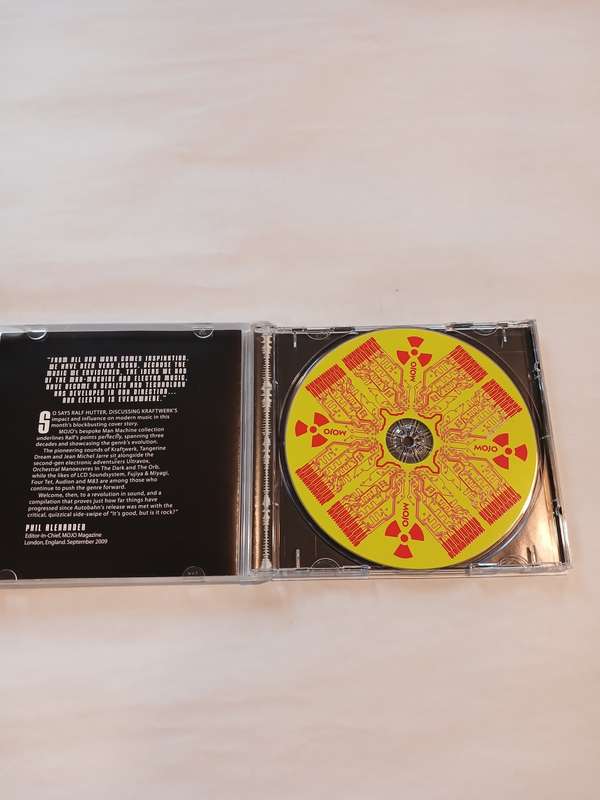 "FROM ALL OUR WORK COMES INSPIRATION.
WE HAVE BEEN VERY LUCKY, BECAUSE THE
MUSIC WE ENVISIONED, THE IDEAS WE HAD
OF THE MAN-MACHINE AND ELECTRO MUSIC,
HAVE BECOME A REALITY AND TECHNOLOGY
HAS DEVELOPED IN OUR DIRECTION...
AND ELECTRO IS EVERYWHERE."
SO SAYS RALF HUTTER, DISCUSSING KRAFTWERK'S
impact and influence on modern music in this
month's blockbusting cover story.
MOJO's bespoke Man Machine collection
underlines Ralf's points perfectly, spanning three
decades and showcasing the genre's evolution.
The pioneering sounds of Kraftwerk, Tangerine
Dream and Jean Michel Jarre sit alongside the
second-gen electronic adventurers Ultravox,
Orchestral Manoeuvres In The Dark and The Orb,
while the likes of LCD Soundsystem, Fujiya & Miyagi,
Four Tet, Audion and M83 are among those who
continue to push the genre forward.
Welcome, then, to a revolution in sound, and a
compilation that proves just how far things have
progressed since Autobahn's release was met with the
critical, quizzical side-swipe of "It's good, but is it rock?"
PHIL ALEXANDER
Editor-In-Chief, MOJO Magazine
London, England. September 2009
MOJO
MOJO
MOJO
MOJO